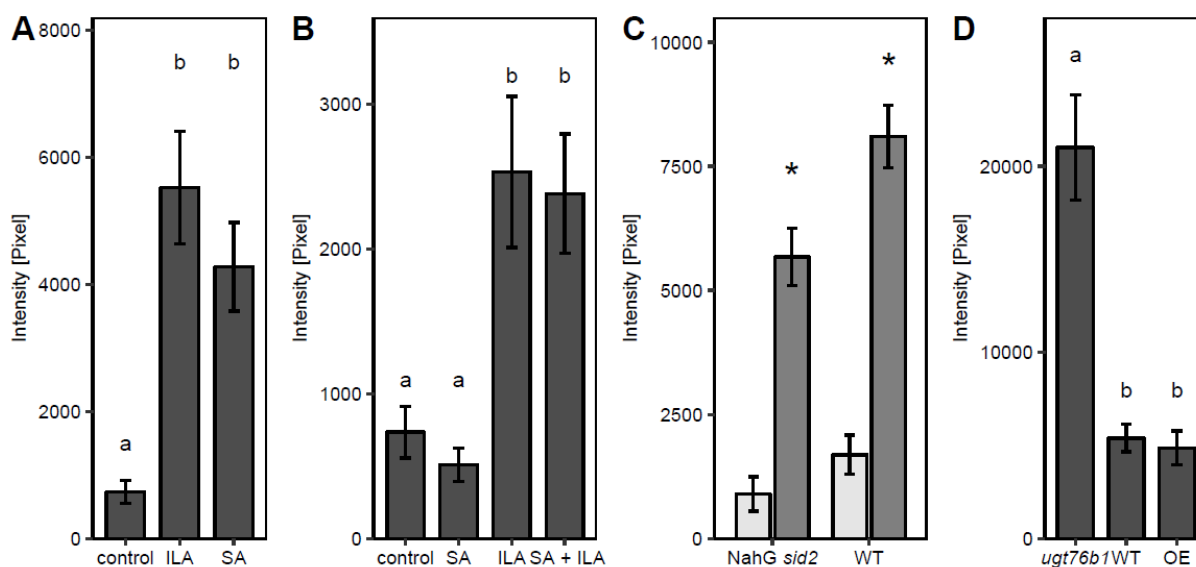 A
Intensity [Pixel]
8000
6000
4000
2000
0
a
b
b
control ILA SA
B
Intensity [Pixel]
3000
2000
1000
0
a
a
b
b
control SA ILA SA + ILA
C
Intensity [Pixel]
10000
7500
5000
2500
0
*
*
NahG sid2 WT
D
Intensity [Pixel]
20000
10000
0
a
b
b
ugt76b1 WT OE